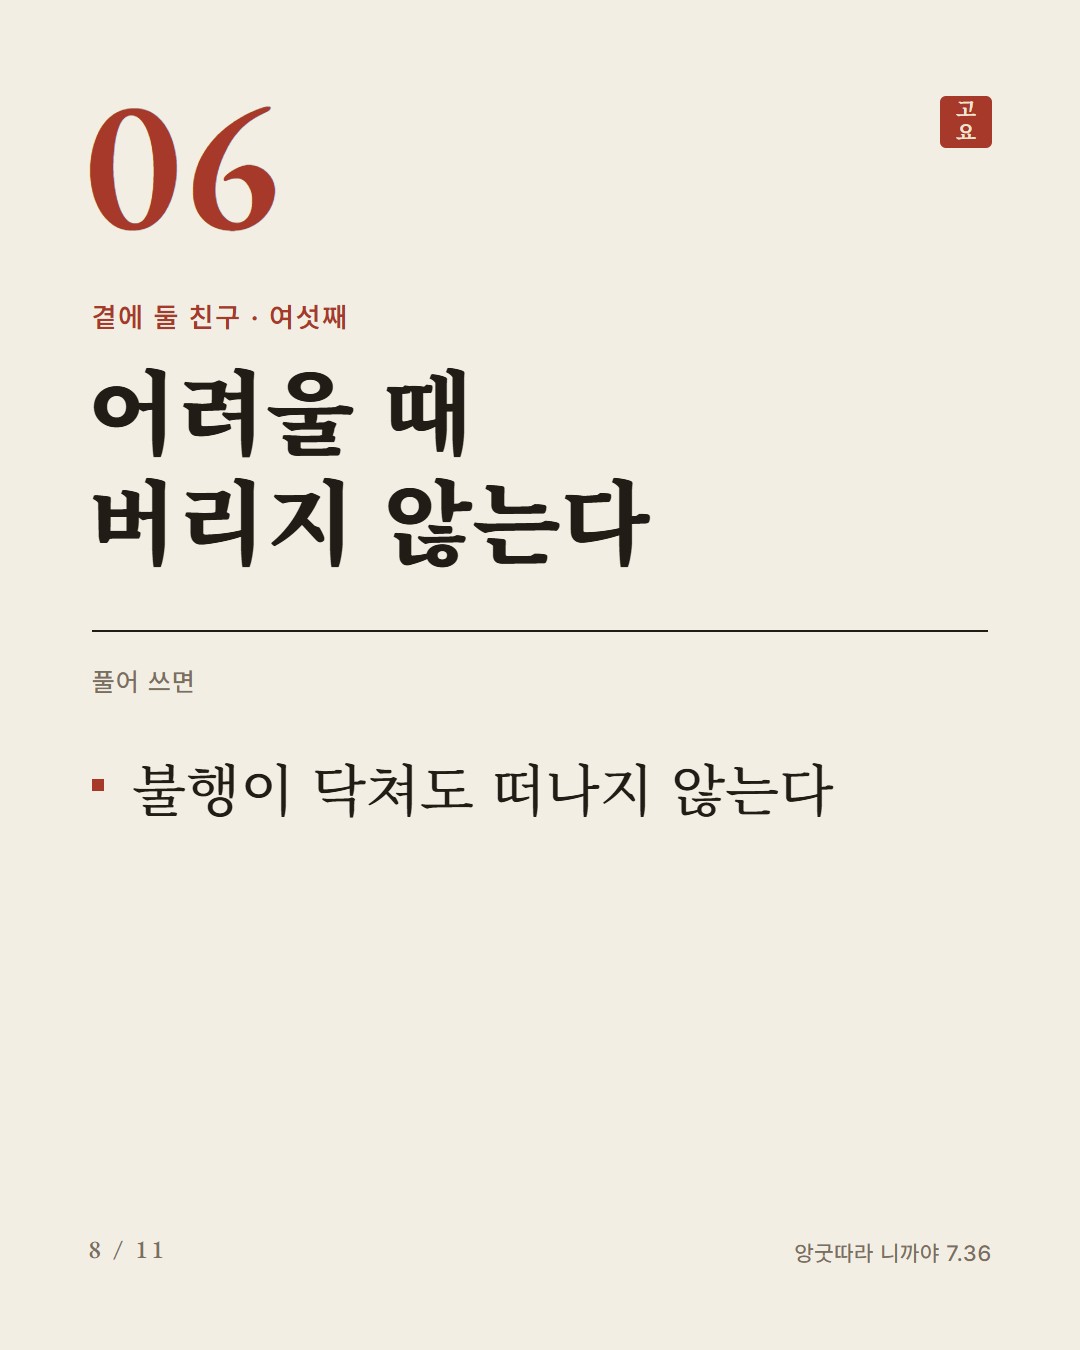 06
고
요
곁에 둘 친구 · 여섯째
어려울 때
버리지 않는다
풀어 쓰면
불행이 닥쳐도 떠나지 않는다
8 / 11
앙굿따라 니까야 7.36